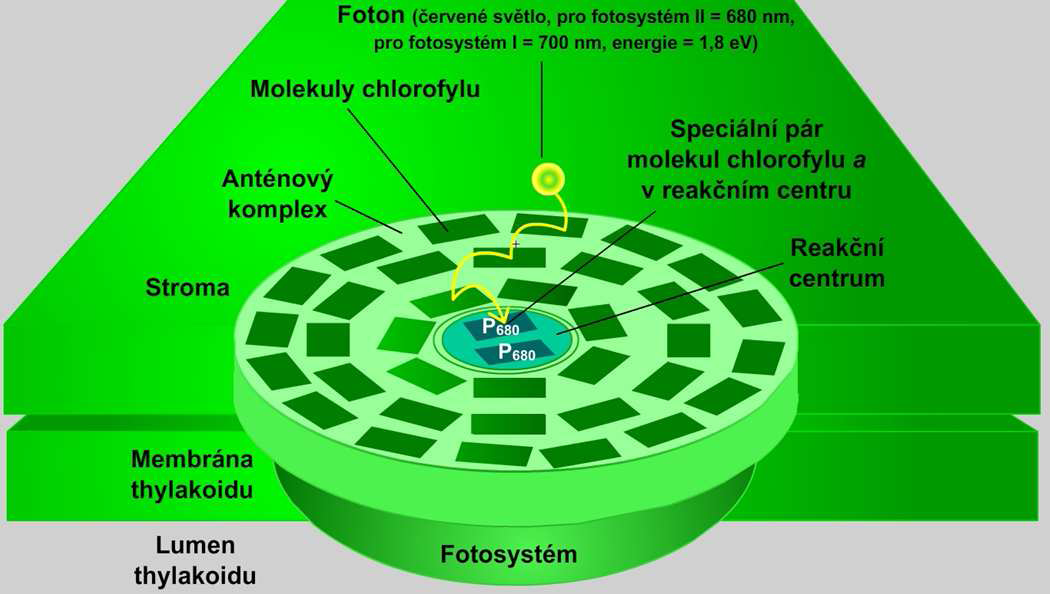 Foton (červené světlo, pro fotosystém II = 680 nm,
pro fotosystém I = 700 nm, energie = 1,8 eV)
Molekuly chlorofylu
Speciální pár
molekul chlorofylu a
v reakčním centru
Anténový
komplex
Reakční
centrum
Stroma
P680
P680
Membrána
thylakoidu
Lumen
thylakoidu
Fotosystém